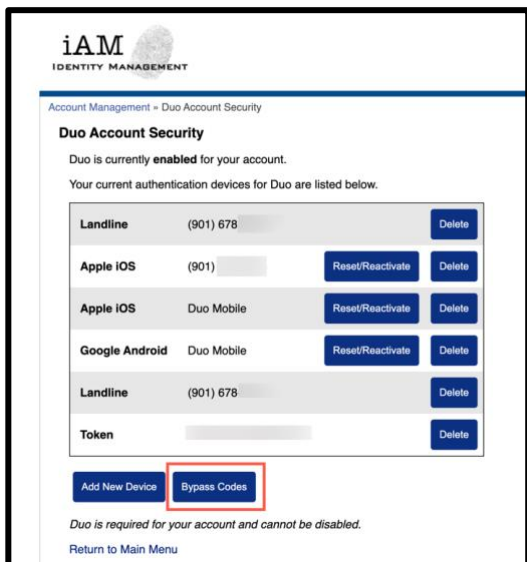 iAM
IDENTITY MANAGEMENT
Account Management » Duo Account Security
Duo Account Security
Duo is currently enabled for your account.
Your current authentication devices for Duo are listed below.
Landline (901) 678 Delete
Apple iOS (901) Reset/Reactivate Delete
Apple iOS Duo Mobile Reset/Reactivate Delete
Google Android Duo Mobile Reset/Reactivate Delete
Landline (901) 678- Delete
Token Delete
Add New Device Bypass Codes
Duo is required for your account and cannot be disabled.
Return to Main Menu